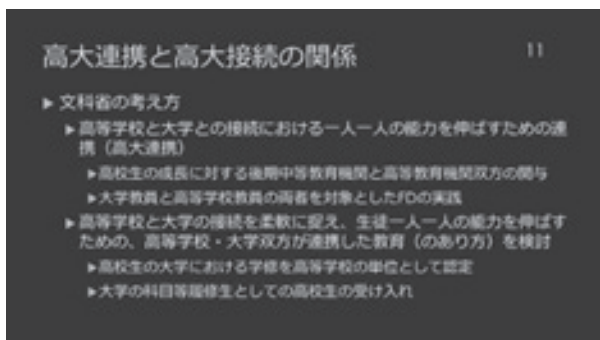 高大連携と高大接続の関係
11
▶文科省の考え方
▶高等学校と大学との接続における一人一人の能力を伸ばすための連
携（高大連携）
▶高校生の成長に対する後期中等教育機関と高等教育機関双方の関与
▶大学教員と高等学校教員の両者を対象としたFDの実践
▶高等学校と大学の接続を柔軟に捉え、生徒一人一人の能力を伸ばす
ための、高等学校・大学双方が連携した教育（のあり方）を検討
▶高校生の大学における学修を高等学校の単位として認定
▶大学の科目等履修生としての高校生の受け入れ